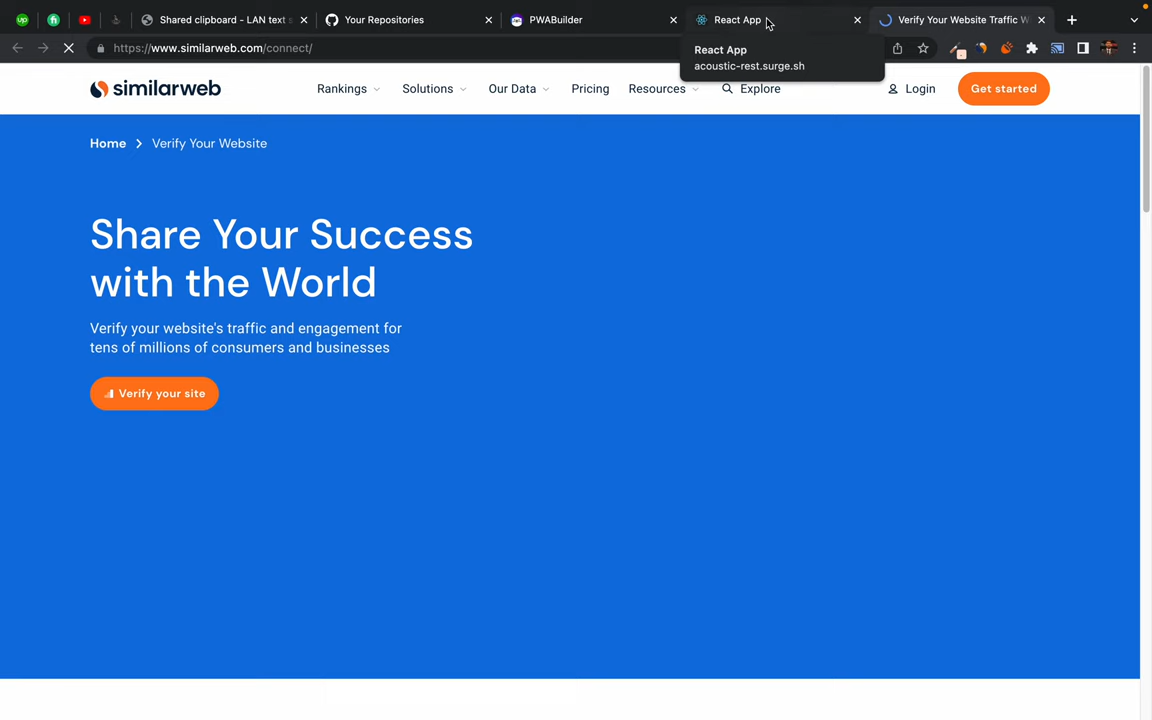 Shared clipboard - LAN text s
Your Repositories
PWABuilder
React App
Verify Your Website Traffic W
https://www.similarweb.com/connect/
React App
acoustic-rest.surge.sh
similarweb
Rankings
Solutions
Our Data
Pricing
Resources
Explore
Login
Get started
Home
Verify Your Website
Share Your Success
with the World
Verify your website's traffic and engagement for
tens of millions of consumers and businesses
Verify your site